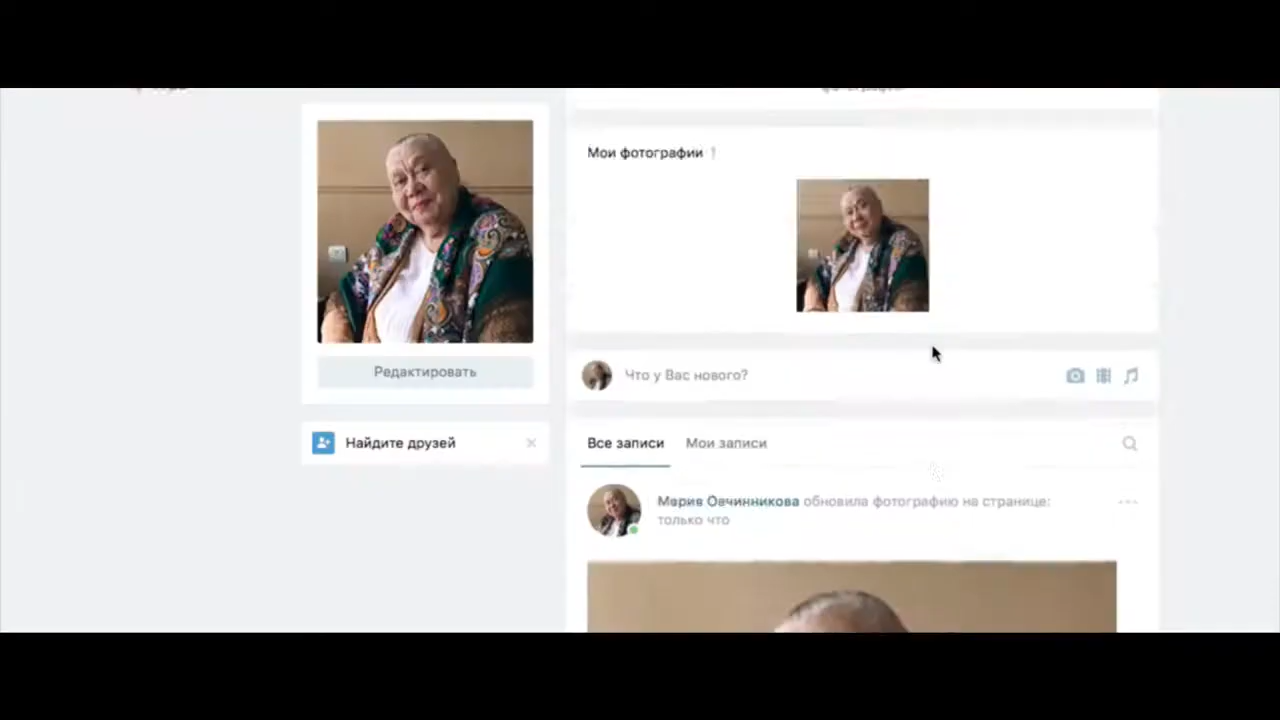 Мои фотографии 1
Редактировать
Что у Вас нового?
Найдите друзей
Все записи Мои записи
Мария Овчинникова обновила фотографию на странице:
только что